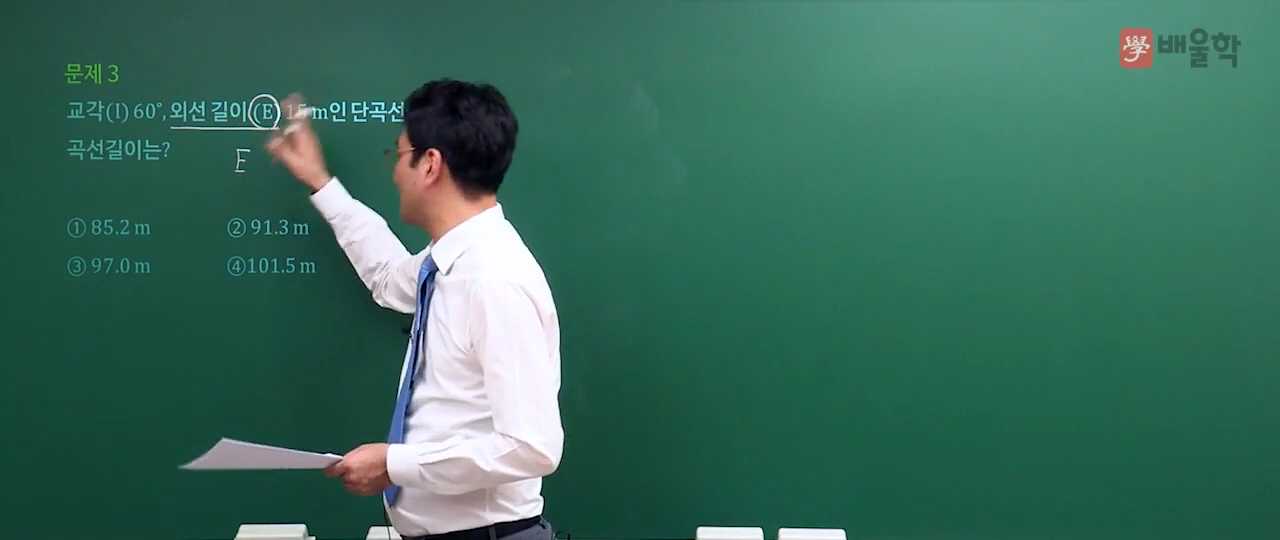 學 배울학
문제 3
교각(I) 60°, 외선 길이(E) 15 m인 단곡선
곡선길이는?
E
① 85.2 m ② 91.3 m
③ 97.0 m ④ 101.5 m